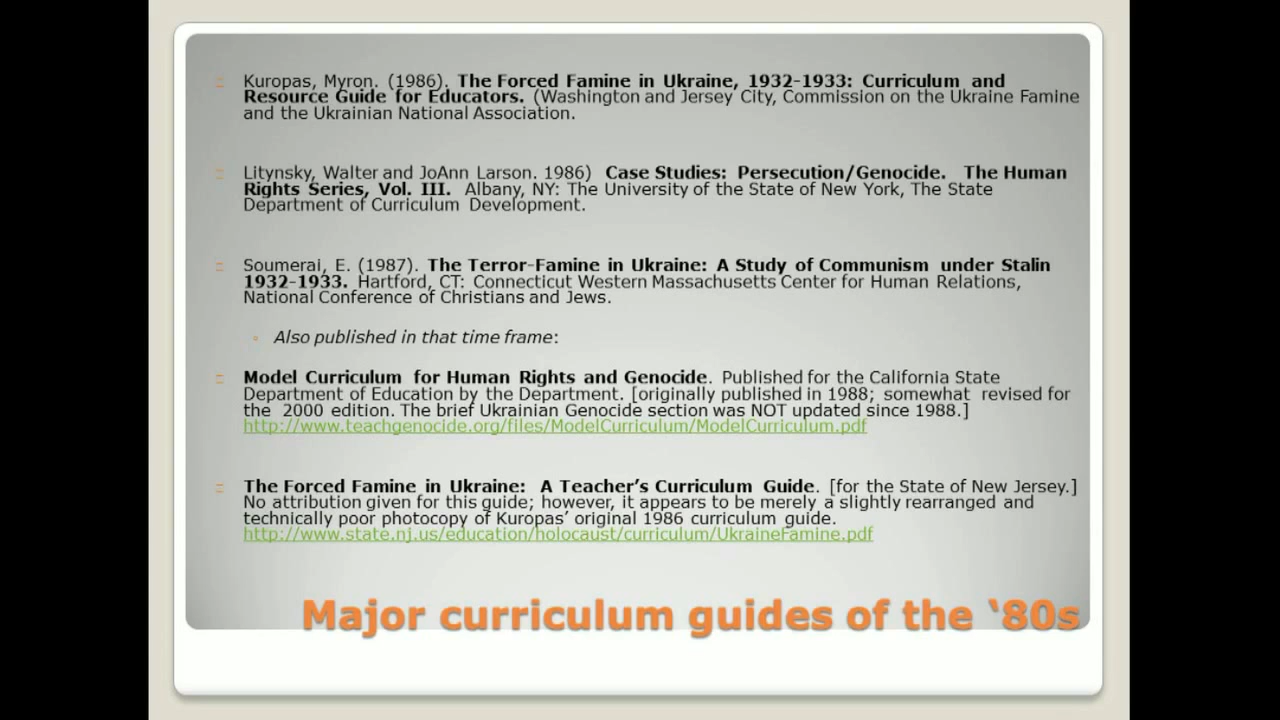 Kuropas, Myron. (1986). The Forced Famine in Ukraine, 1932-1933: Curriculum and
Resource Guide for Educators. (Washington and Jersey City, Commission on the Ukraine Famine
and the Ukrainian National Association.
Litynsky, Walter and JoAnn Larson. 1986) Case Studies: Persecution/Genocide. The Human
Rights Series, Vol. III. Albany, NY: The University of the State of New York, The State
Department of Curriculum Development.
Soumerai, E. (1987). The Terror-Famine in Ukraine: A Study of Communism under Stalin
1932-1933. Hartford, CT: Connecticut Western Massachusetts Center for Human Relations,
National Conference of Christians and Jews.
Also published in that time frame:
Model Curriculum for Human Rights and Genocide. Published for the California State
Department of Education by the Department. [originally published in 1988; somewhat revised for
the 2000 edition. The brief Ukrainian Genocide section was NOT updated since 1988.]
http://www.teachgenocide.org/files/ModelCurriculum/ModelCurriculum.pdf
The Forced Famine in Ukraine: A Teacher’s Curriculum Guide. [for the State of New Jersey.]
No attribution given for this guide; however, it appears to be merely a slightly rearranged and
technically poor photocopy of Kuropas’ original 1986 curriculum guide.
http://www.state.nj.us/education/holocaust/curriculum/UkraineFamine.pdf
Major curriculum guides of the ‘80s